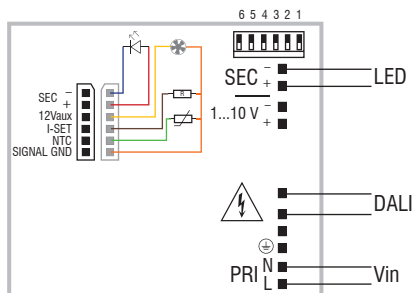 6 5 4 3 2 1
SEC - +
LED
1...10 V - +
SEC - +
12Vaux
I-SET
NTC
SIGNAL GND
R
DALI
PRI N L
Vin